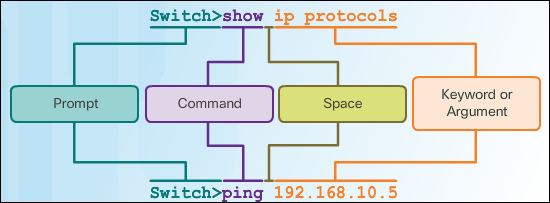 Switch>show ip protocols
Prompt
Command
Space
Keyword or
Argument
Switch>ping 192.168.10.5